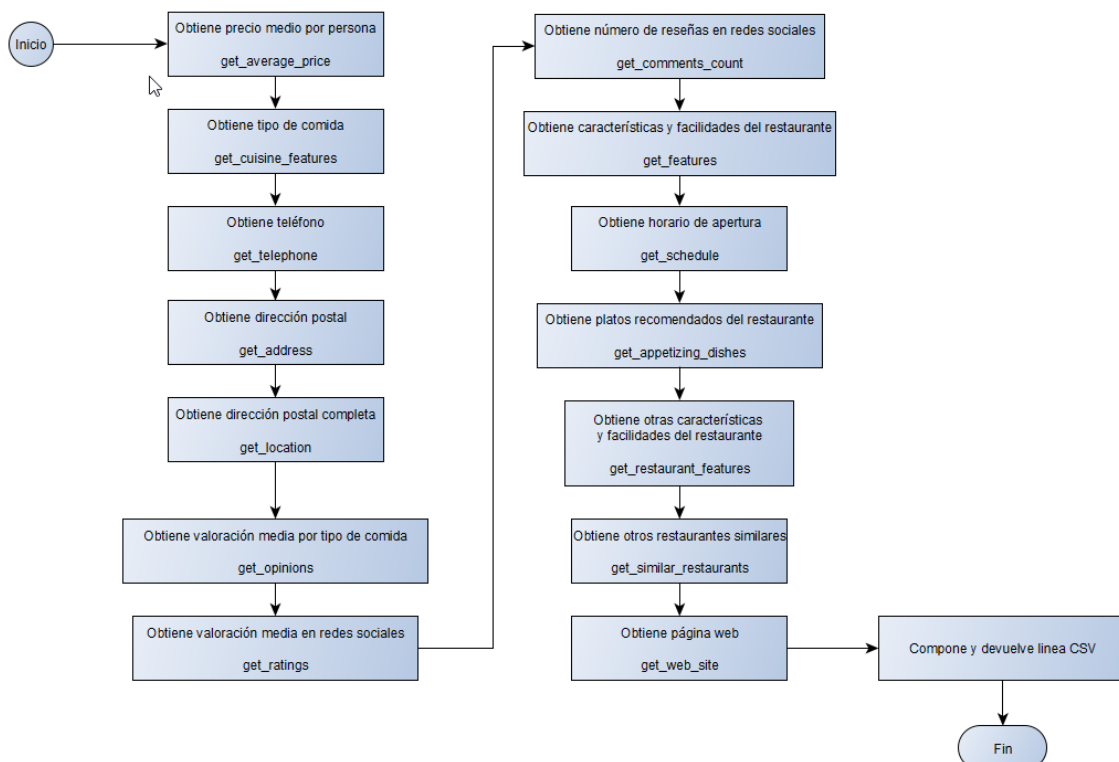 Inicio
Obtiene precio medio por persona
get_average_price
Obtiene tipo de comida
get_cuisine_features
Obtiene teléfono
get_telephone
Obtiene dirección postal
get_address
Obtiene dirección postal completa
get_location
Obtiene valoración media por tipo de comida
get_opinions
Obtiene valoración media en redes sociales
get_ratings
Obtiene número de reseñas en redes sociales
get_comments_count
Obtiene características y facilidades del restaurante
get_features
Obtiene horario de apertura
get_schedule
Obtiene platos recomendados del restaurante
get_appetizing_dishes
Obtiene otras características
y facilidades del restaurante
get_restaurant_features
Obtiene otros restaurantes similares
get_similar_restaurants
Obtiene página web
get_web_site
Compone y devuelve linea CSV
Fin